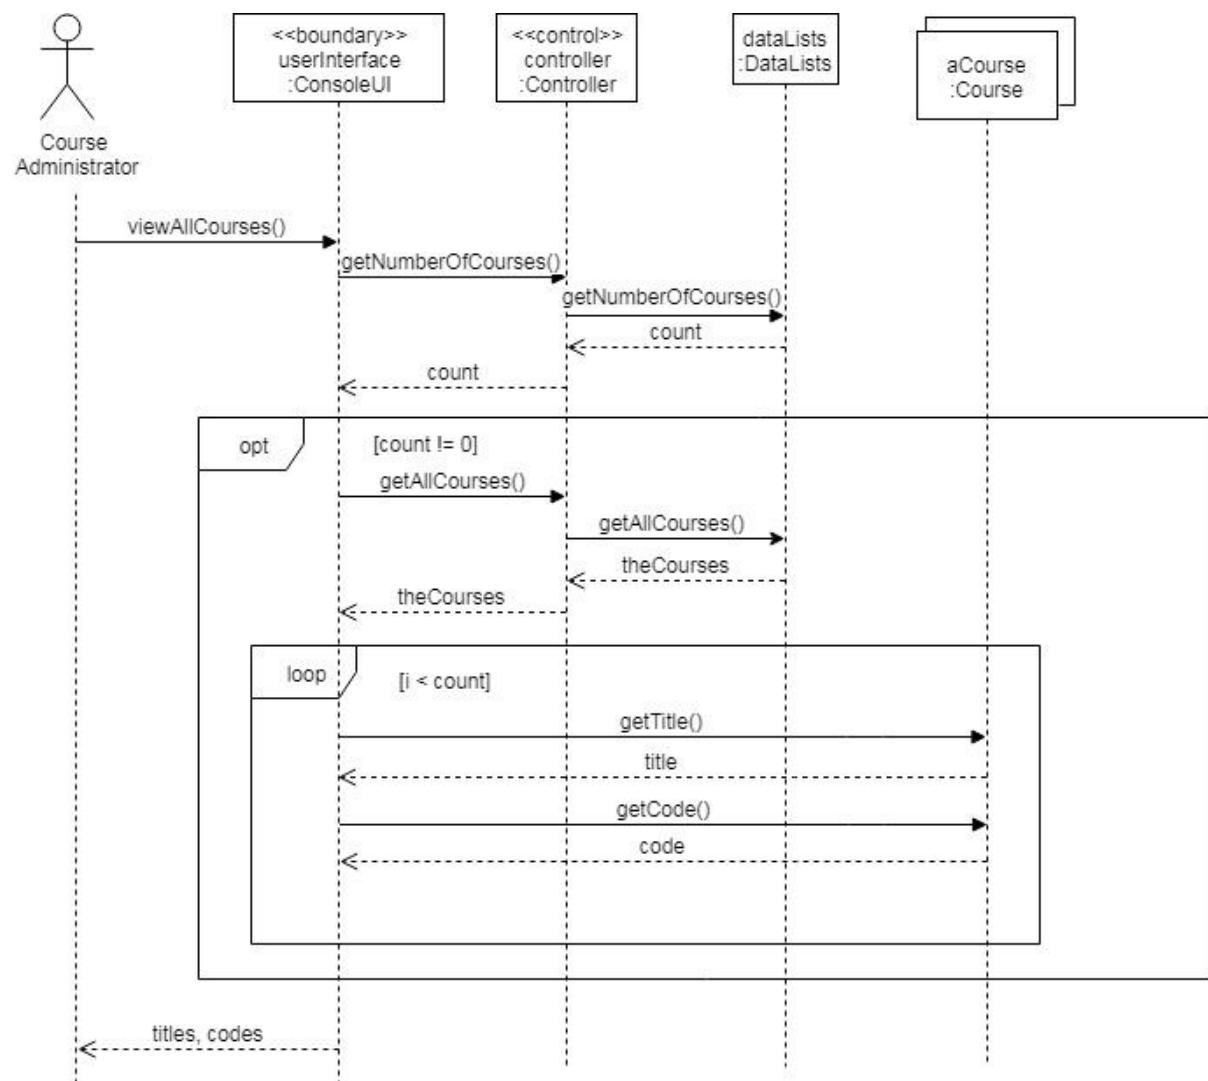 <<boundary>>
userInterface
:ConsoleUI
<<control>>
controller
:Controller
dataLists
:DataLists
aCourse
:Course
Course
Administrator
viewAllCourses()
getNumberOfCourses()
getNumberOfCourses()
count
count
opt
[count != 0]
getAllCourses()
getAllCourses()
theCourses
theCourses
loop
[i < count]
getTitle()
title
getCode()
code
titles, codes